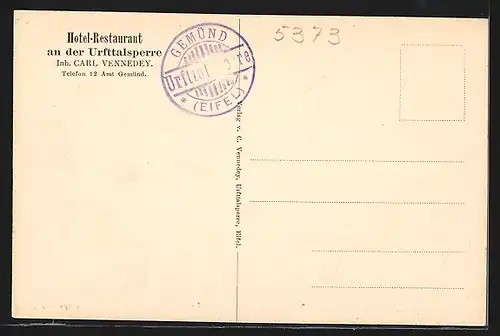 Hotel-Restaurant
an der Urfttalsperre
Inh. CARL VENNEDEY.
Telefon 12 Amt Gemünd.
GEMÜND
* (EIFEL) *
5373
Verlag v. C. Vennedey, Urfttalsperre, Eifel.